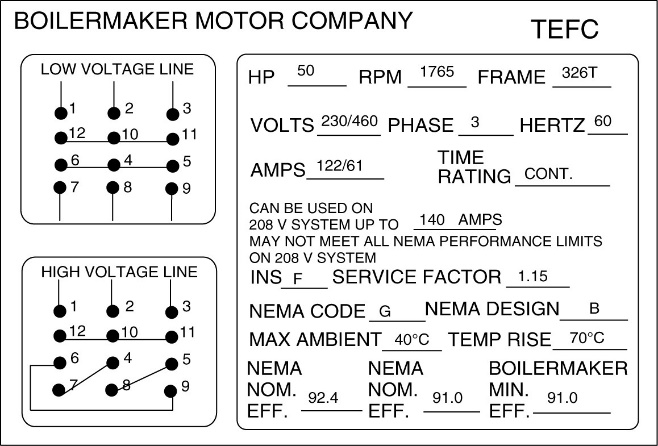 BOILERMAKER MOTOR COMPANY
TEFC
LOW VOLTAGE LINE
1 2 3
12 10 11
6 4 5
7 8 9
HIGH VOLTAGE LINE
1 2 3
12 10 11
6 4 5
7 8 9
HP 50 RPM 1765 FRAME 326T
VOLTS 230/460 PHASE 3 HERTZ 60
AMPS 122/61 TIME
RATING CONT.
CAN BE USED ON
208 V SYSTEM UP TO 140 AMPS
MAY NOT MEET ALL NEMA PERFORMANCE LIMITS
ON 208 V SYSTEM
INS F SERVICE FACTOR 1.15
NEMA CODE G NEMA DESIGN B
MAX AMBIENT 40°C TEMP RISE 70°C
NEMA NEMA BOILERMAKER
NOM. NOM. MIN.
EFF. 92.4 EFF. 91.0 EFF. 91.0